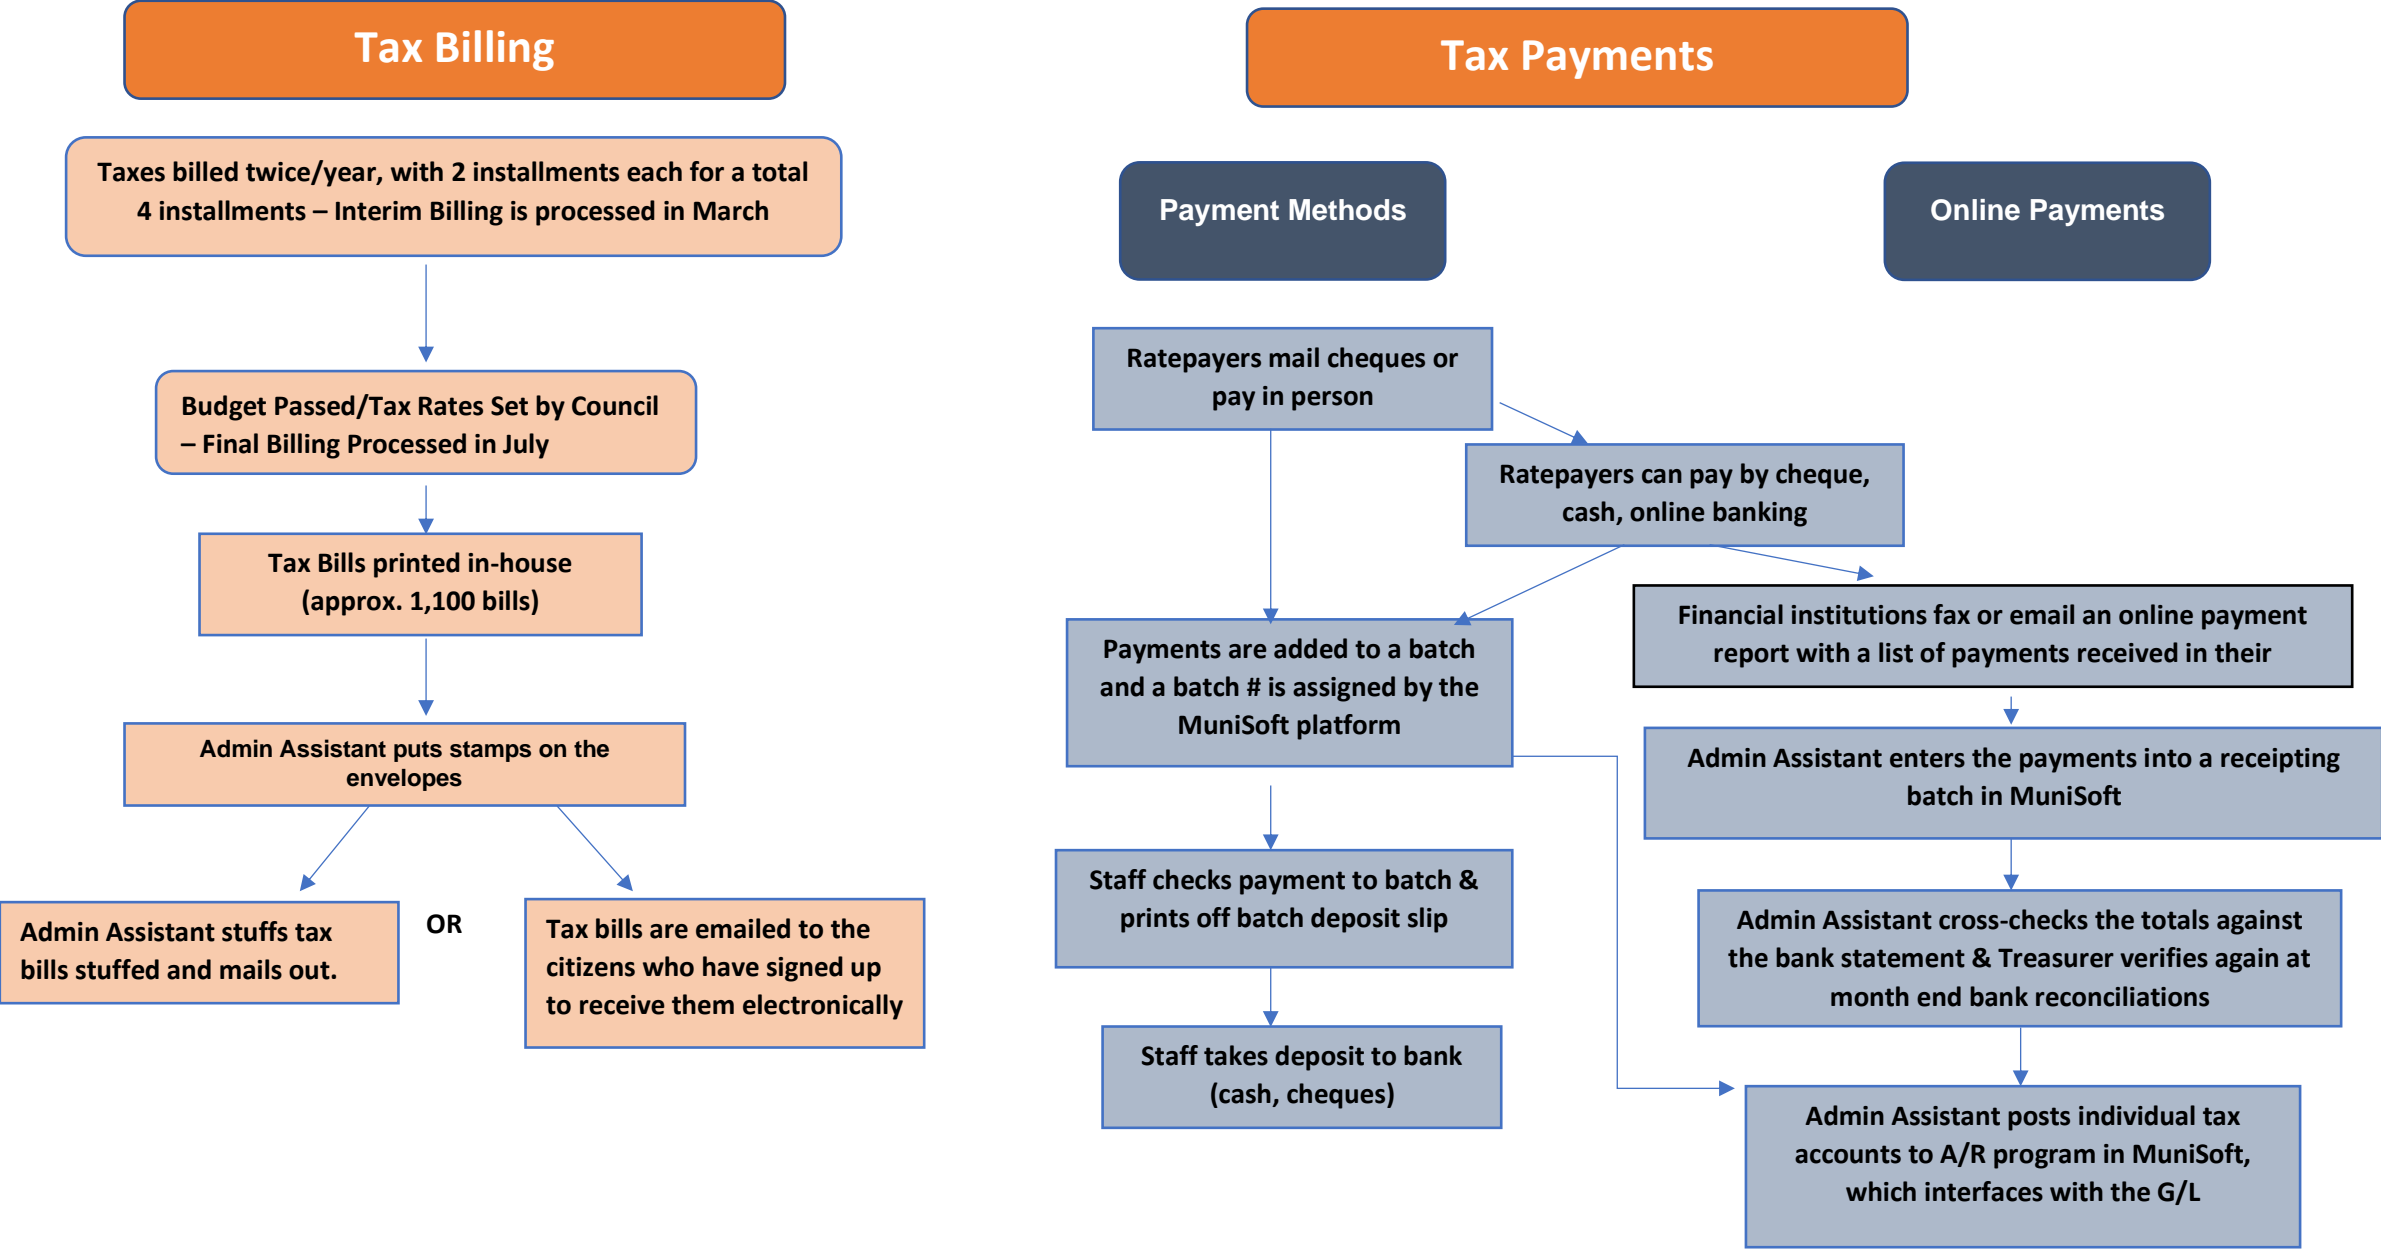 Tax Billing
Taxes billed twice/year, with 2 installments each for a total
4 installments – Interim Billing is processed in March
Budget Passed/Tax Rates Set by Council
– Final Billing Processed in July
Tax Bills printed in-house
(approx. 1,100 bills)
Admin Assistant puts stamps on the
envelopes
Admin Assistant stuffs tax
bills stuffed and mails out.
OR
Tax bills are emailed to the
citizens who have signed up
to receive them electronically
Tax Payments
Payment Methods
Online Payments
Ratepayers mail cheques or
pay in person
Ratepayers can pay by cheque,
cash, online banking
Payments are added to a batch
and a batch # is assigned by the
MuniSoft platform
Staff checks payment to batch &
prints off batch deposit slip
Staff takes deposit to bank
(cash, cheques)
Financial institutions fax or email an online payment
report with a list of payments received in their
Admin Assistant enters the payments into a receipting
batch in MuniSoft
Admin Assistant cross-checks the totals against
the bank statement & Treasurer verifies again at
month end bank reconciliations
Admin Assistant posts individual tax
accounts to A/R program in MuniSoft,
which interfaces with the G/L